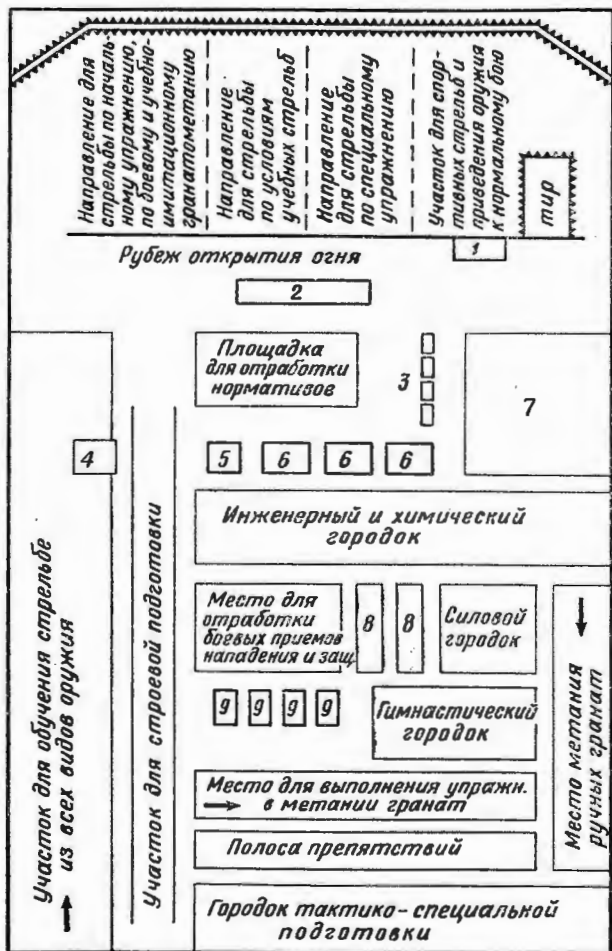 Направление для
стрельбы по началь-
ному упражнению,
по боевому и учебно-
имитационному
гранатометанию
Направление
для стрельбы
по условиям
учебных стрельб
Направление
для стрельбы
по специальному
упражнению
Участок для спор-
тивных стрельб и
приведения оружия
к нормальному бою
тир
1
Рубеж открытия огня
2
Площадка
для отработки
нормативов
3
7
4
5
6
6
6
Инженерный и химический
городок
Место для
отработки
боевых приемов
нападения и защ.
8
8
Силовой
городок
9
9
9
9
Гимнастический
городок
Место для выполнения упражн.
→ в метании гранат
Полоса препятствий
Городок тактико-специальной
подготовки
Участок для обучения стрельбе
→ из всех видов оружия
Участок для строевой подготовки
→
Место метания
ручных гранат